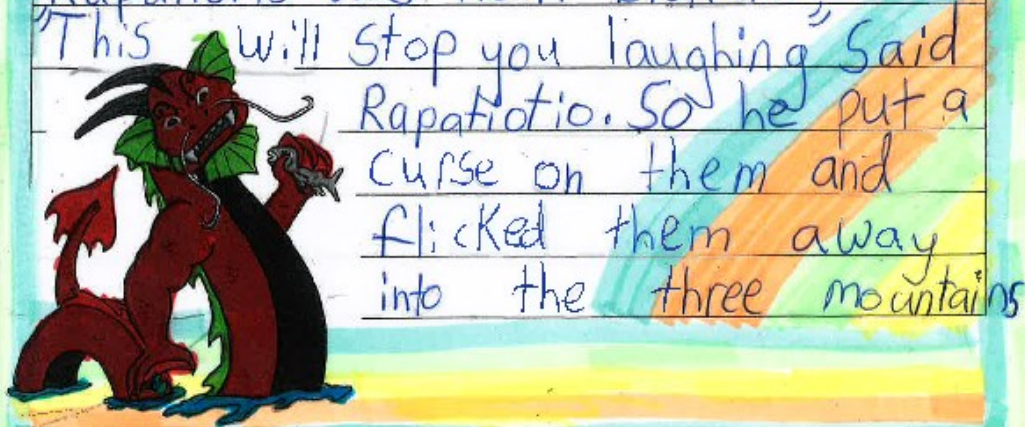 "This will stop you laughing" Said
Rapatiotio. So he put a
curse on them and
flicked them away
into the three mountains